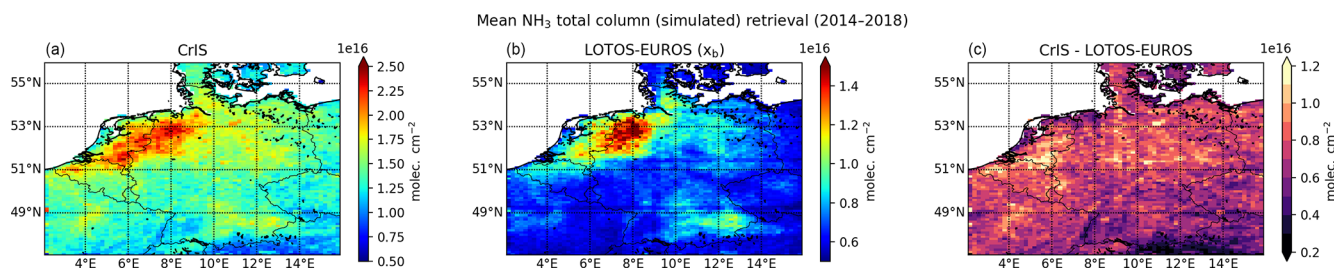 Mean NH₃ total column (simulated) retrieval (2014–2018)
(a) CrIS 1e16
55°N
53°N
51°N
49°N
4°E 6°E 8°E 10°E 12°E 14°E
2.50
2.25
2.00
1.75
1.50
1.25
1.00
0.75
0.50
molec. cm⁻²
(b) LOTOS-EUROS (x_b) 1e16
55°N
53°N
51°N
49°N
4°E 6°E 8°E 10°E 12°E 14°E
1.4
1.2
1.0
0.8
0.6
molec. cm⁻²
(c) CrIS - LOTOS-EUROS 1e16
55°N
53°N
51°N
49°N
4°E 6°E 8°E 10°E 12°E 14°E
1.2
1.0
0.8
0.6
0.4
0.2
molec. cm⁻²